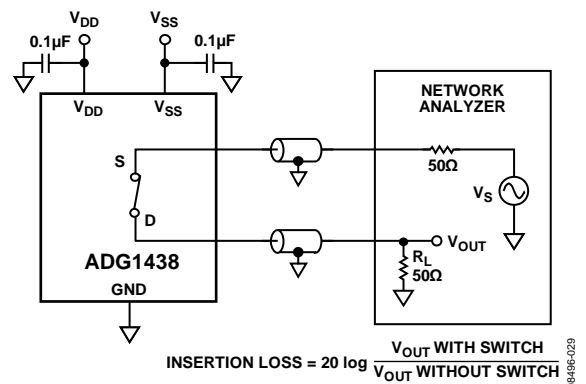 VDD
VSS
0.1µF
0.1µF
VDD
VSS
NETWORK
ANALYZER
S
50Ω
VS
D
VOUT
RL
50Ω
ADG1438
GND
INSERTION LOSS = 20 log VOUT WITH SWITCH
VOUT WITHOUT SWITCH
8496-029